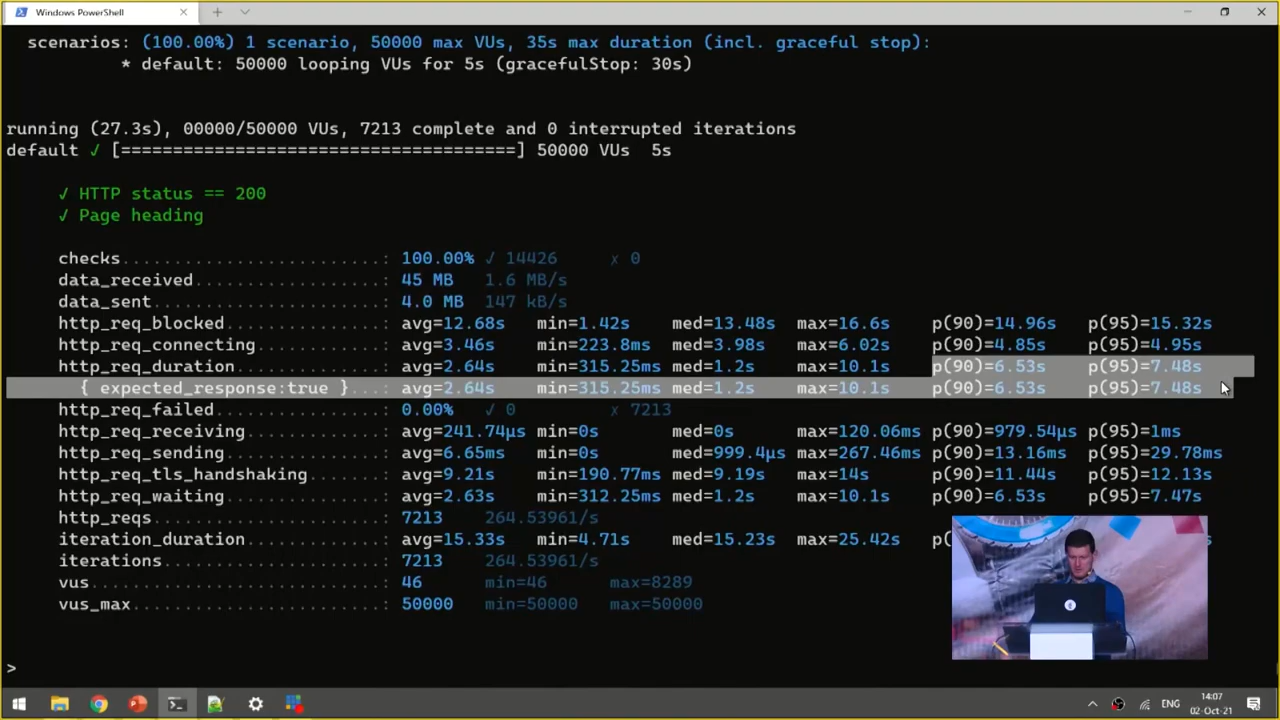 Windows PowerShell
scenarios: (100.00%) 1 scenario, 50000 max VUs, 35s max duration (incl. graceful stop):
* default: 50000 looping VUs for 5s (gracefulStop: 30s)
running (27.3s), 00000/50000 VUs, 7213 complete and 0 interrupted iterations
default ✓ [======================================] 50000 VUs  5s
✓ HTTP status == 200
✓ Page heading
checks.........................: 100.00% ✓ 14426 ✗ 0
data_received..................: 45 MB 1.6 MB/s
data_sent......................: 4.0 MB 147 kB/s
http_req_blocked...............: avg=12.68s min=1.42s med=13.48s max=16.6s p(90)=14.96s p(95)=15.32s
http_req_connecting............: avg=3.46s min=223.8ms med=3.98s max=6.02s p(90)=4.85s p(95)=4.95s
http_req_duration..............: avg=2.64s min=315.25ms med=1.2s max=10.1s p(90)=6.53s p(95)=7.48s
{ expected_response:true }...: avg=2.64s min=315.25ms med=1.2s max=10.1s p(90)=6.53s p(95)=7.48s
http_req_failed................: 0.00% ✓ 0 ✗ 7213
http_req_receiving.............: avg=241.74µs min=0s med=0s max=120.06ms p(90)=979.54µs p(95)=1ms
http_req_sending...............: avg=6.65ms min=0s med=999.4µs max=267.46ms p(90)=13.16ms p(95)=29.78ms
http_req_tls_handshaking.......: avg=9.21s min=190.77ms med=9.19s max=14s p(90)=11.44s p(95)=12.13s
http_req_waiting...............: avg=2.63s min=312.25ms med=1.2s max=10.1s p(90)=6.53s p(95)=7.47s
http_reqs......................: 7213 264.53961/s
iteration_duration.............: avg=15.33s min=4.71s med=15.23s max=25.42s
iterations.....................: 7213 264.53961/s
vus............................: 46 min=46 max=8289
vus_max........................: 50000 min=50000 max=50000
>
ENG
14:07
02-Oct-21